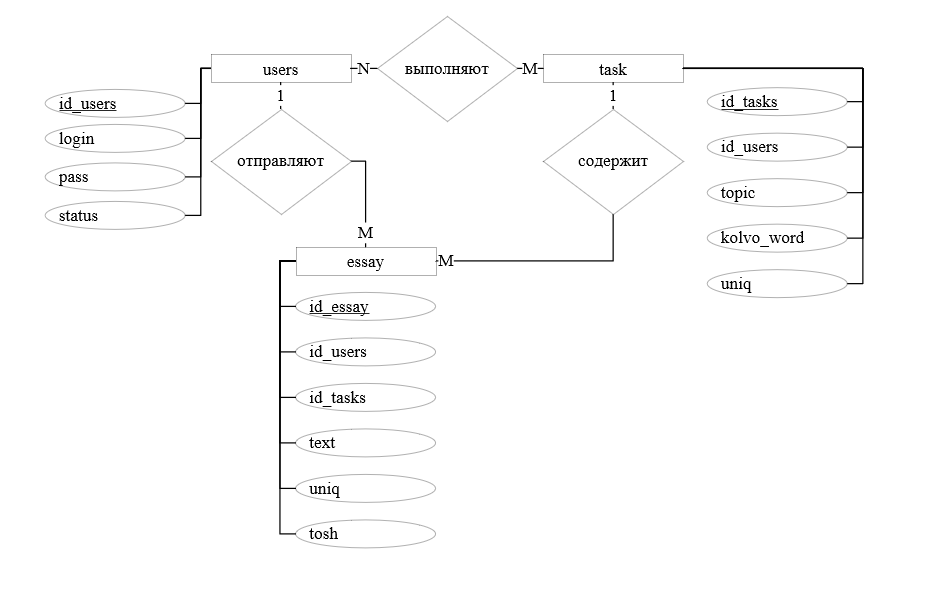 users
N
выполняют
M
task
id_users
login
pass
status
1
отправляют
M
1
содержит
id_tasks
id_users
topic
kolvo_word
uniq
essay
M
id_essay
id_users
id_tasks
text
uniq
tosh